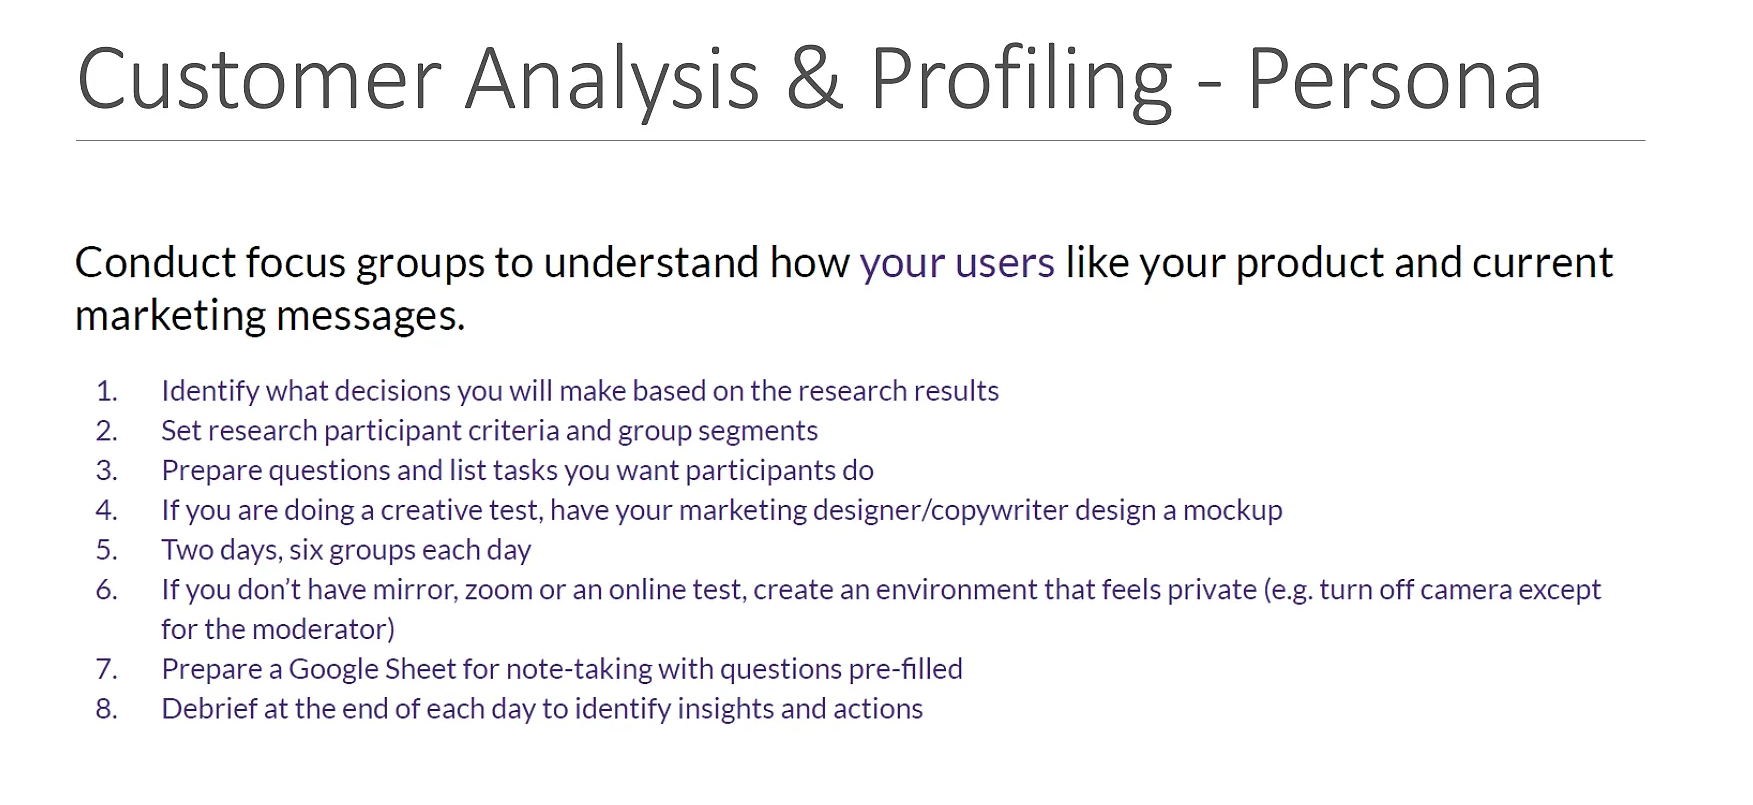 Customer Analysis & Profiling - Persona
Conduct focus groups to understand how your users like your product and current
marketing messages.
1. Identify what decisions you will make based on the research results
2. Set research participant criteria and group segments
3. Prepare questions and list tasks you want participants do
4. If you are doing a creative test, have your marketing designer/copywriter design a mockup
5. Two days, six groups each day
6. If you don’t have mirror, zoom or an online test, create an environment that feels private (e.g. turn off camera except
for the moderator)
7. Prepare a Google Sheet for note-taking with questions pre-filled
8. Debrief at the end of each day to identify insights and actions